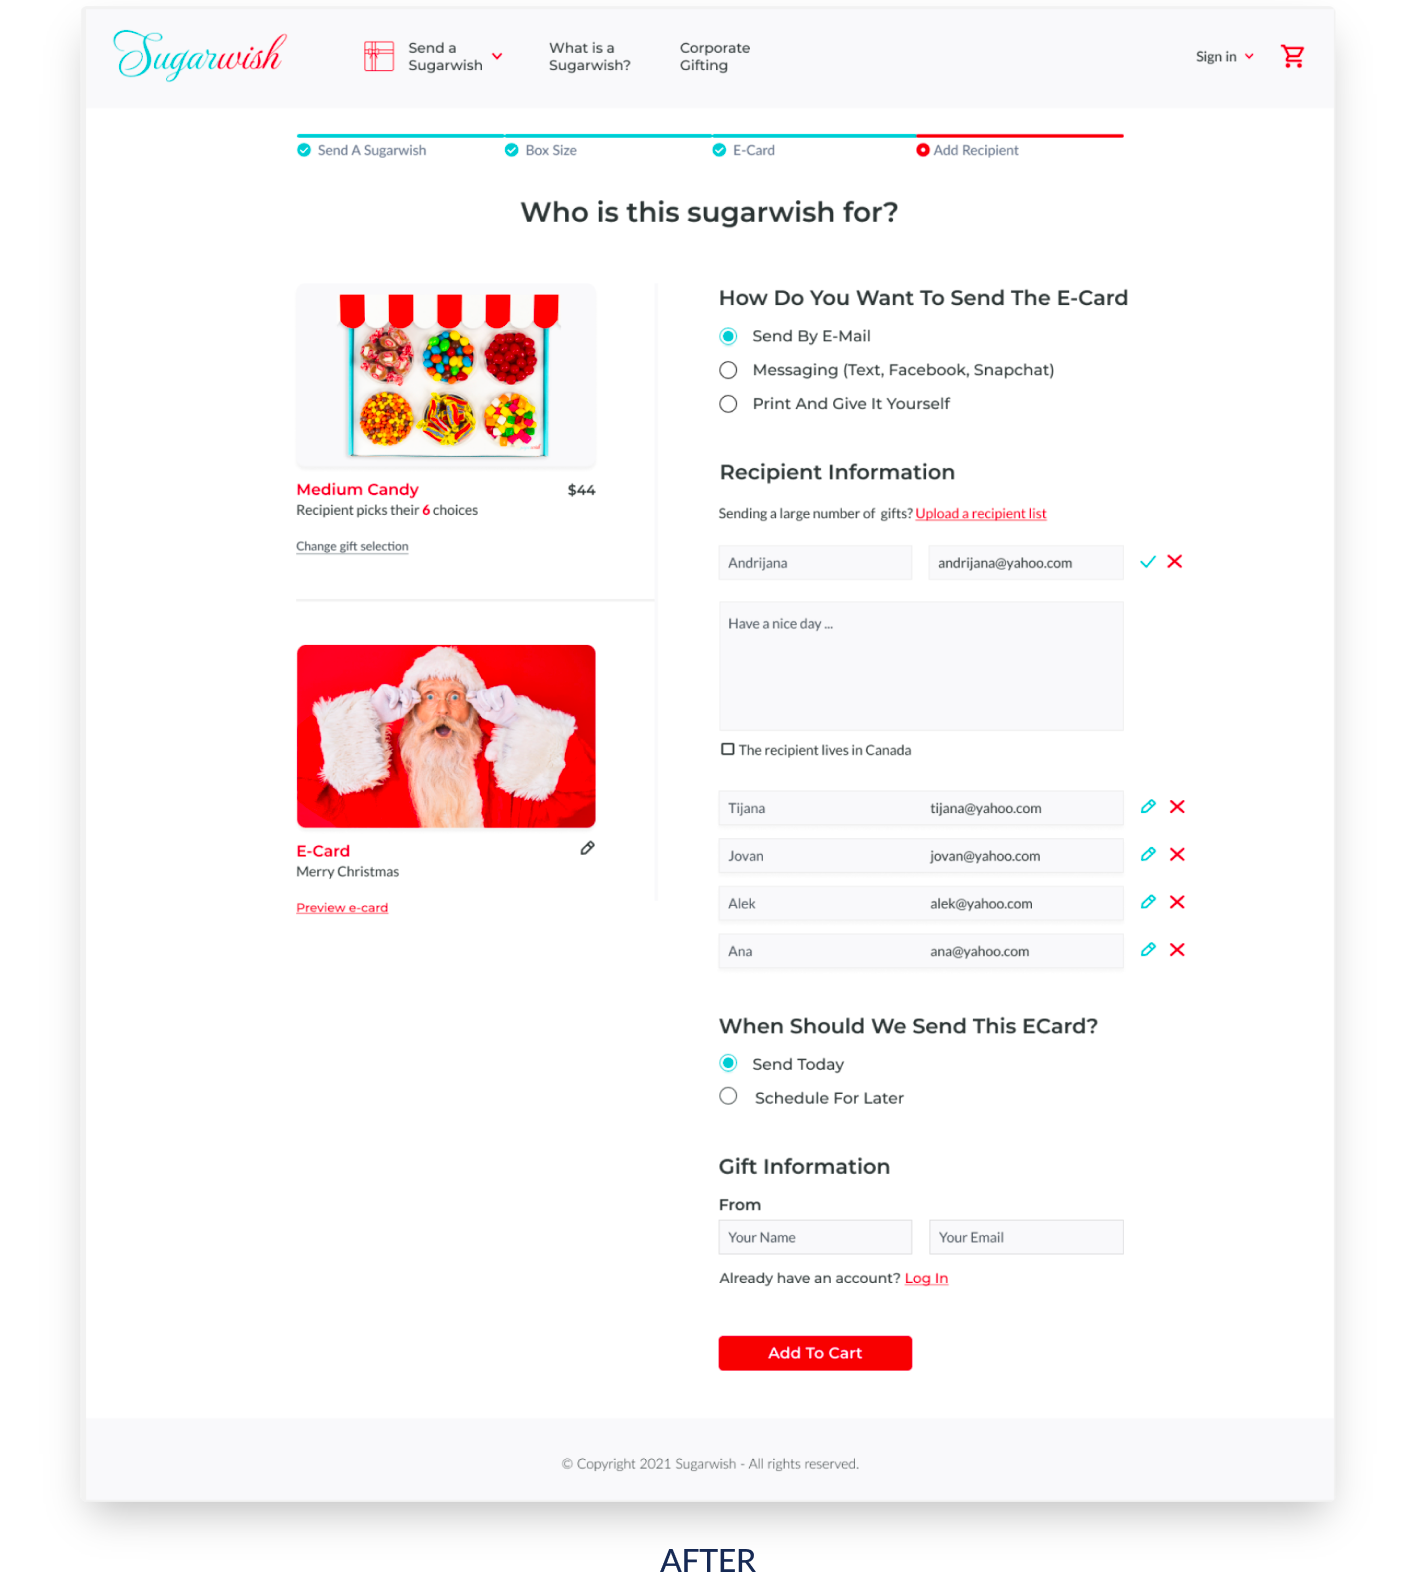 Sugarwish
Send a
Sugarwish
What is a
Sugarwish?
Corporate
Gifting
Sign in
Send A Sugarwish
Box Size
E-Card
Add Recipient
Who is this sugarwish for?
Medium Candy
$44
Recipient picks their 6 choices
Change gift selection
E-Card
Merry Christmas
Preview e-card
How Do You Want To Send The E-Card
Send By E-Mail
Messaging (Text, Facebook, Snapchat)
Print And Give It Yourself
Recipient Information
Sending a large number of gifts? Upload a recipient list
Andrijana
andrijana@yahoo.com
Have a nice day ...
The recipient lives in Canada
Tijana
tijana@yahoo.com
Jovan
jovan@yahoo.com
Alek
alek@yahoo.com
Ana
ana@yahoo.com
When Should We Send This ECard?
Send Today
Schedule For Later
Gift Information
From
Your Name
Your Email
Already have an account? Log In
Add To Cart
© Copyright 2021 Sugarwish - All rights reserved.
AFTER